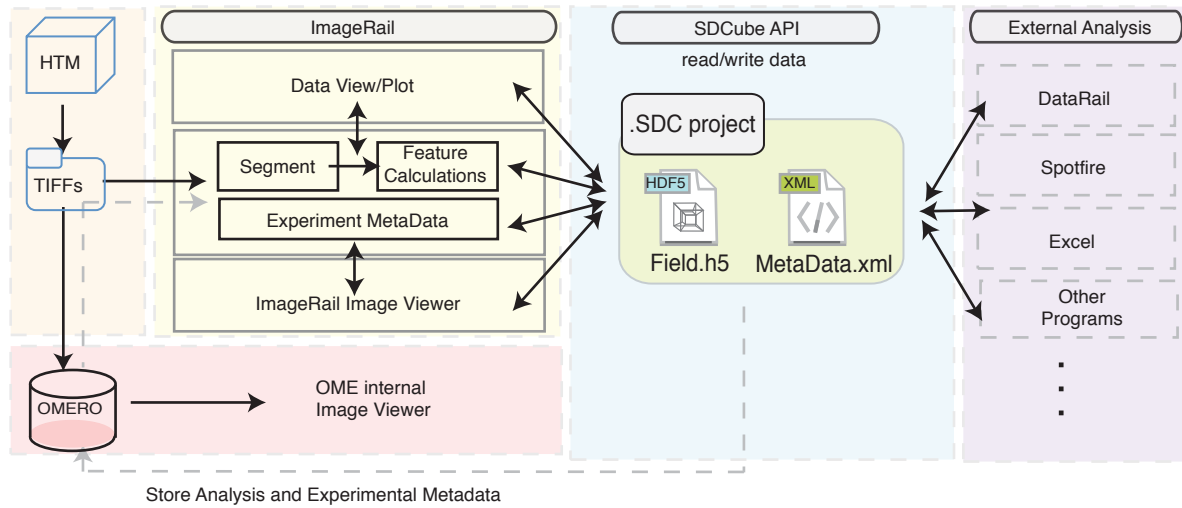 ImageRail
SDCube API
External Analysis
HTM
read/write data
Data View/Plot
DataRail
.SDC project
Segment
Feature
Calculations
Spotfire
TIFFs
HDF5
XML
Experiment MetaData
Excel
Field.h5
MetaData.xml
ImageRail Image Viewer
Other
Programs
OME internal
Image Viewer
OMERO
Store Analysis and Experimental Metadata